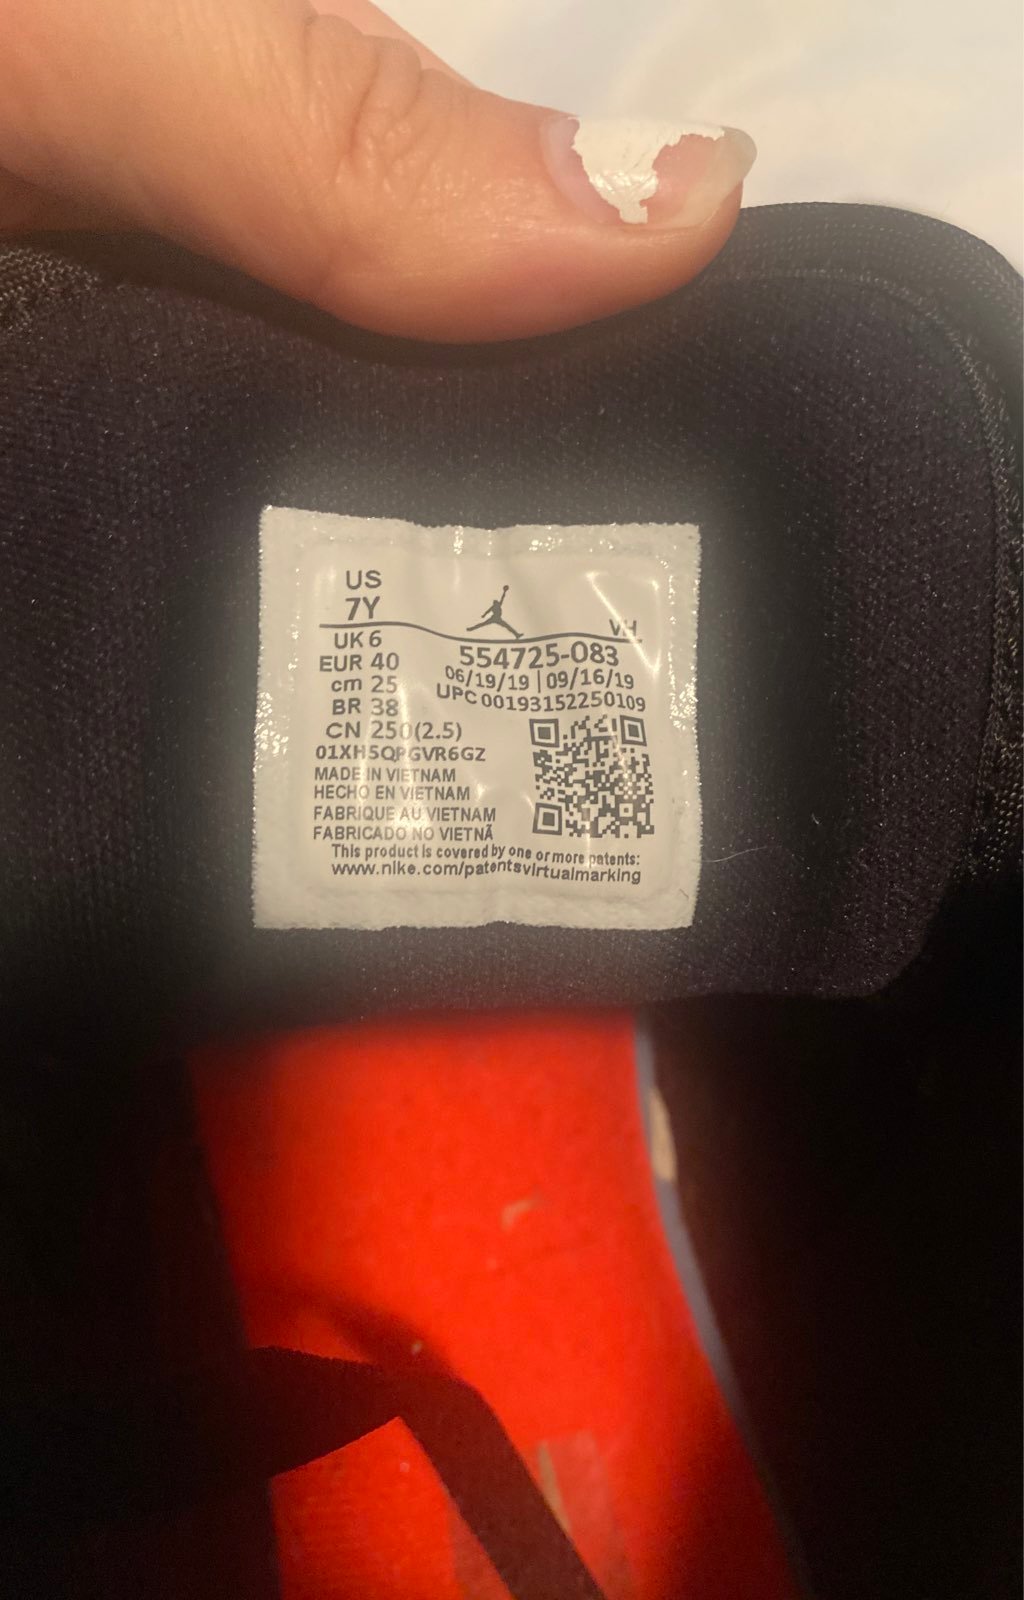 US
7Y
VH
UK 6
EUR 40
cm 25
BR 38
CN 250(2.5)
554725-083
06/19/19 | 09/16/19
UPC 00193152250109
01XH5QPGVR6GZ
MADE IN VIETNAM
HECHO EN VIETNAM
FABRIQUE AU VIETNAM
FABRICADO NO VIETNÃ
This product is covered by one or more patents:
www.nike.com/patentsvirtualmarking